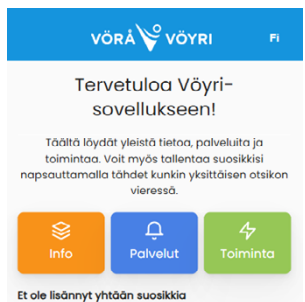 VÖRÅ VÖYRI Fi
Tervetuloa Vöyri-
sovellukseen!
Täältä löydät yleistä tietoa, palveluita ja
toimintaa. Voit myös tallentaa suosikkisi
napsauttamalla tähdet kunkin yksittäisen otsikon
vieressä.
Info Palvelut Toiminta
Et ole lisännyt yhtään suosikkia